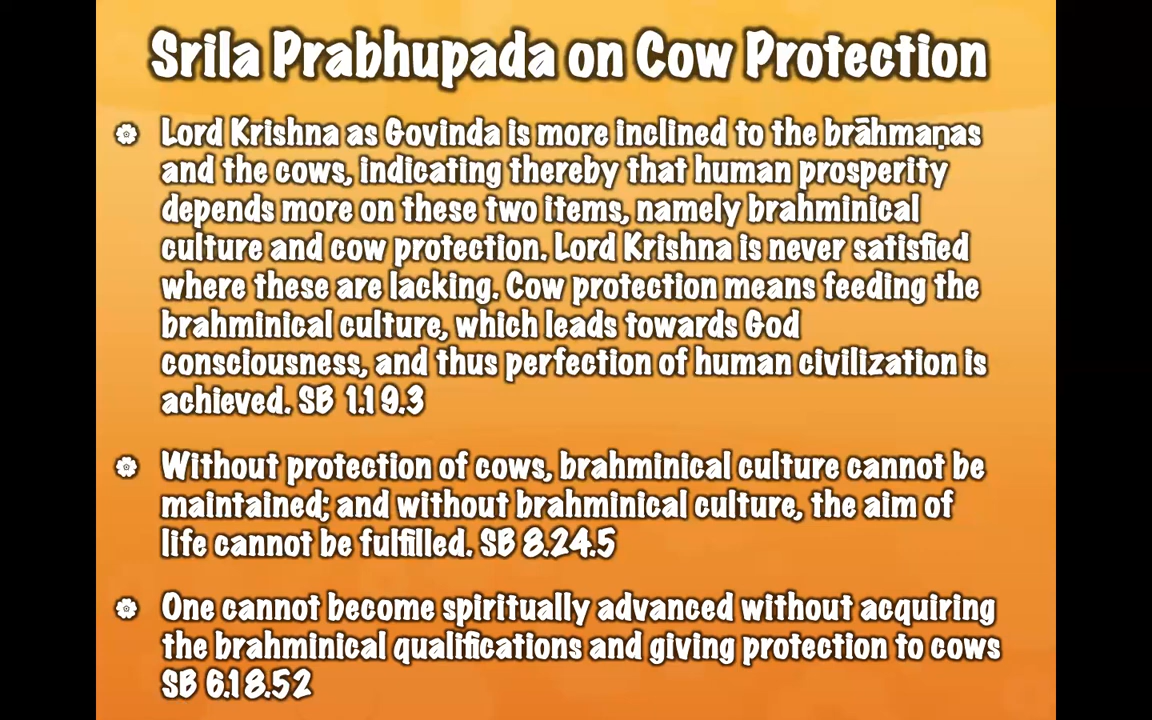 Srila Prabhupada on Cow Protection
Lord Krishna as Govinda is more inclined to the brāhmaṇas
and the cows, indicating thereby that human prosperity
depends more on these two items, namely brahminical
culture and cow protection. Lord Krishna is never satisfied
where these are lacking. Cow protection means feeding the
brahminical culture, which leads towards God
consciousness, and thus perfection of human civilization is
achieved. SB 1.19.3
Without protection of cows, brahminical culture cannot be
maintained; and without brahminical culture, the aim of
life cannot be fulfilled. SB 8.24.5
One cannot become spiritually advanced without acquiring
the brahminical qualifications and giving protection to cows
SB 6.18.52